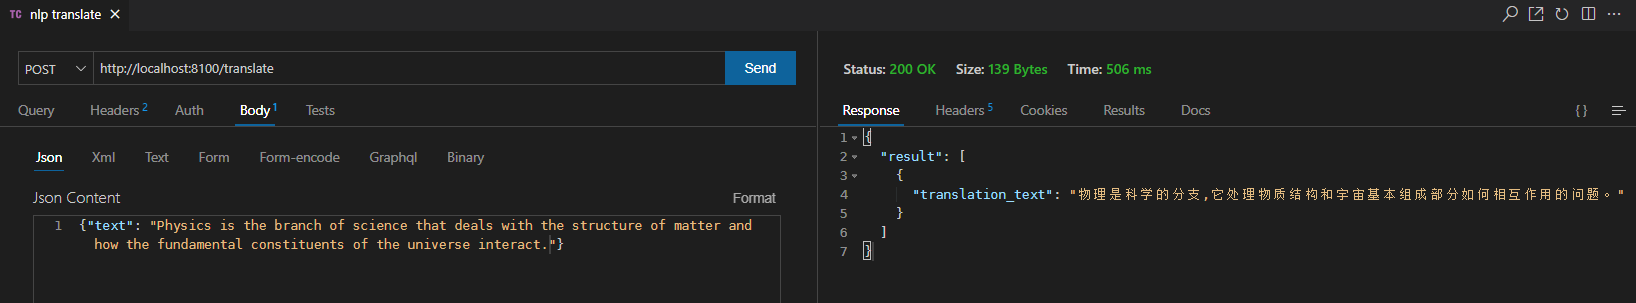 TC nlp translate
POST http://localhost:8100/translate Send
Query Headers 2 Auth Body 1 Tests
Json Xml Text Form Form-encode Graphql Binary
Json Content Format
1 {"text": "Physics is the branch of science that deals with the structure of matter and
how the fundamental constituents of the universe interact."}
Status: 200 OK Size: 139 Bytes Time: 506 ms
Response Headers 5 Cookies Results Docs {}
1 {
2 "result": [
3 {
4 "translation_text": "物理是科学的分支,它处理物质结构和宇宙基本组成部分如何相互作用的问题。"
5 }
6 ]
7 }